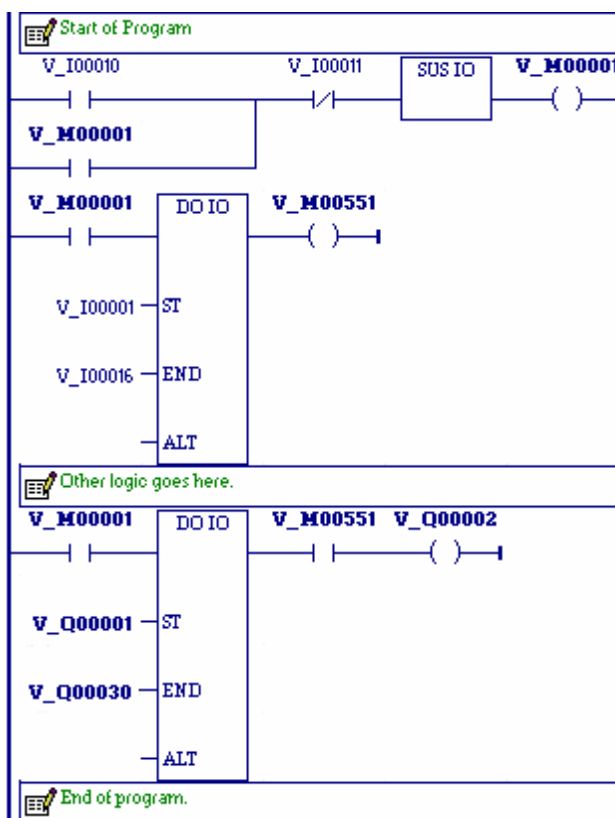 Start of Program
V_I00010 V_I00011 SUS IO V_M00001
V_M00001
V_M00001 DO IO V_M00551
V_I00001 ST
V_I00016 END
ALT
Other logic goes here.
V_M00001 DO IO V_M00551 V_Q00002
V_Q00001 ST
V_Q00030 END
ALT
End of program.